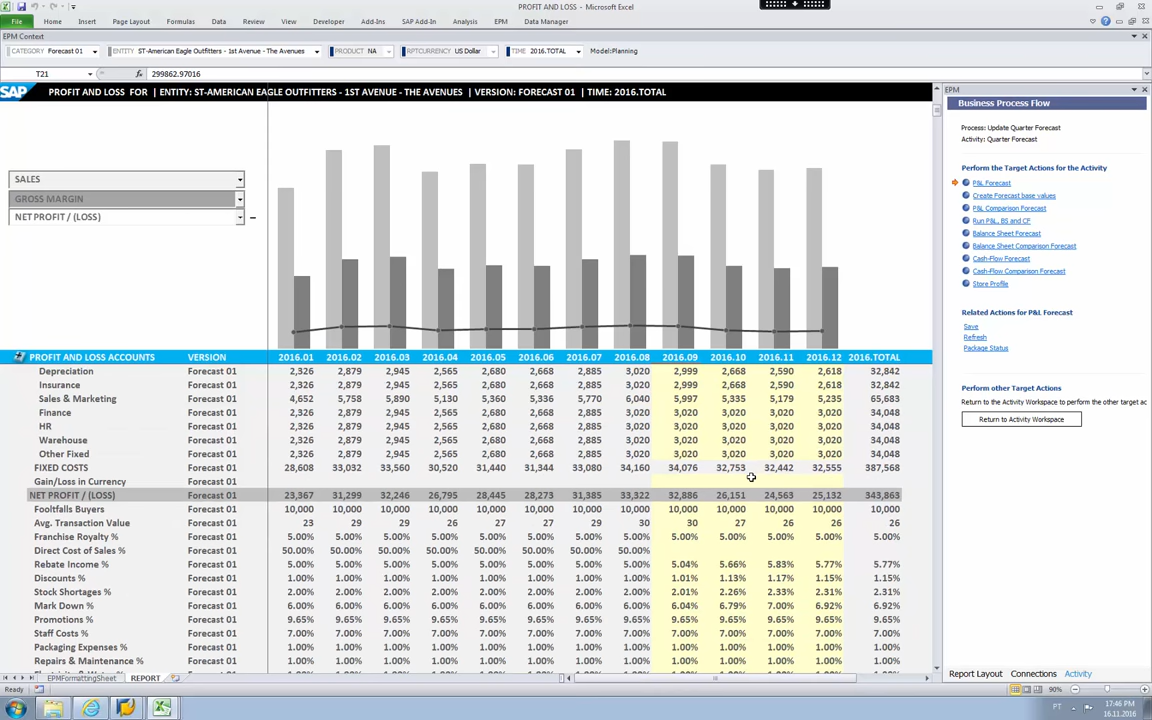 PROFIT AND LOSS - Microsoft Excel
File Home Insert Page Layout Formulas Data Review View Developer Add-Ins SAP Add-In Analysis EPM Data Manager
EPM Context
CATEGORY Forecast 01 ENTITY ST-American Eagle Outfitters - 1st Avenue - The Avenues PRODUCT NA RPTCURRENCY US Dollar TIME 2016.TOTAL Model:Planning
T21 fx 299862.97016
SAP PROFIT AND LOSS FOR | ENTITY: ST-AMERICAN EAGLE OUTFITTERS - 1ST AVENUE - THE AVENUES | VERSION: FORECAST 01 | TIME: 2016.TOTAL
SALES
GROSS MARGIN
NET PROFIT / (LOSS)
PROFIT AND LOSS ACCOUNTS VERSION 2016.01 2016.02 2016.03 2016.04 2016.05 2016.06 2016.07 2016.08 2016.09 2016.10 2016.11 2016.12 2016.TOTAL
Depreciation Forecast 01 2,326 2,879 2,945 2,565 2,680 2,668 2,885 3,020 2,999 2,668 2,590 2,618 32,842
Insurance Forecast 01 2,326 2,879 2,945 2,565 2,680 2,668 2,885 3,020 2,999 2,668 2,590 2,618 32,842
Sales & Marketing Forecast 01 4,652 5,758 5,890 5,130 5,360 5,336 5,770 6,040 5,997 5,335 5,179 5,235 65,683
Finance Forecast 01 2,326 2,879 2,945 2,565 2,680 2,668 2,885 3,020 3,020 3,020 3,020 3,020 34,048
HR Forecast 01 2,326 2,879 2,945 2,565 2,680 2,668 2,885 3,020 3,020 3,020 3,020 3,020 34,048
Warehouse Forecast 01 2,326 2,879 2,945 2,565 2,680 2,668 2,885 3,020 3,020 3,020 3,020 3,020 34,048
Other Fixed Forecast 01 2,326 2,879 2,945 2,565 2,680 2,668 2,885 3,020 3,020 3,020 3,020 3,020 34,048
FIXED COSTS Forecast 01 28,608 33,032 33,560 30,520 31,440 31,344 33,080 34,160 34,076 32,753 32,442 32,555 387,568
Gain/Loss in Currency Forecast 01
NET PROFIT / (LOSS) Forecast 01 23,367 31,299 32,246 26,795 28,445 28,273 31,385 33,322 32,886 26,151 24,563 25,132 343,863
Footfalls Buyers Forecast 01 10,000 10,000 10,000 10,000 10,000 10,000 10,000 10,000 10,000 10,000 10,000 10,000 10,000
Avg. Transaction Value Forecast 01 23 29 29 26 27 27 29 30 30 27 26 26 26
Franchise Royalty % Forecast 01 5.00% 5.00% 5.00% 5.00% 5.00% 5.00% 5.00% 5.00% 5.00% 5.00% 5.00% 5.00% 5.00%
Direct Cost of Sales % Forecast 01 50.00% 50.00% 50.00% 50.00% 50.00% 50.00% 50.00% 50.00%
Rebate Income % Forecast 01 5.00% 5.00% 5.00% 5.00% 5.00% 5.00% 5.00% 5.00% 5.04% 5.66% 5.83% 5.77% 5.77%
Discounts % Forecast 01 1.00% 1.00% 1.00% 1.00% 1.00% 1.00% 1.00% 1.00% 1.01% 1.13% 1.17% 1.15% 1.15%
Stock Shortages % Forecast 01 2.00% 2.00% 2.00% 2.00% 2.00% 2.00% 2.00% 2.00% 2.01% 2.26% 2.33% 2.31% 2.31%
Mark Down % Forecast 01 6.00% 6.00% 6.00% 6.00% 6.00% 6.00% 6.00% 6.00% 6.04% 6.79% 7.00% 6.92% 6.92%
Promotions % Forecast 01 9.65% 9.65% 9.65% 9.65% 9.65% 9.65% 9.65% 9.65% 9.65% 9.65% 9.65% 9.65% 9.65%
Staff Costs % Forecast 01 7.00% 7.00% 7.00% 7.00% 7.00% 7.00% 7.00% 7.00% 7.00% 7.00% 7.00% 7.00% 7.00%
Packaging Expenses % Forecast 01 1.00% 1.00% 1.00% 1.00% 1.00% 1.00% 1.00% 1.00% 1.00% 1.00% 1.00% 1.00% 1.00%
Repairs & Maintenance % Forecast 01 1.00% 1.00% 1.00% 1.00% 1.00% 1.00% 1.00% 1.00% 1.00% 1.00% 1.00% 1.00% 1.00%
EPMFormattingSheet REPORT
Ready
EPM
Business Process Flow
Process: Update Quarter Forecast
Activity: Quarter Forecast
Perform the Target Actions for the Activity
P&L Forecast
Create Forecast base values
P&L Comparison Forecast
Run P&L, BS and CF
Balance Sheet Forecast
Balance Sheet Comparison Forecast
Cash-Flow Forecast
Cash-Flow Comparison Forecast
Store Profile
Related Actions for P&L Forecast
Save
Refresh
Package Status
Perform other Target Actions
Return to the Activity Workspace to perform the other target ac
Return to Activity Workspace
Report Layout Connections Activity
90%
PT 17:46 PM
16.11.2016